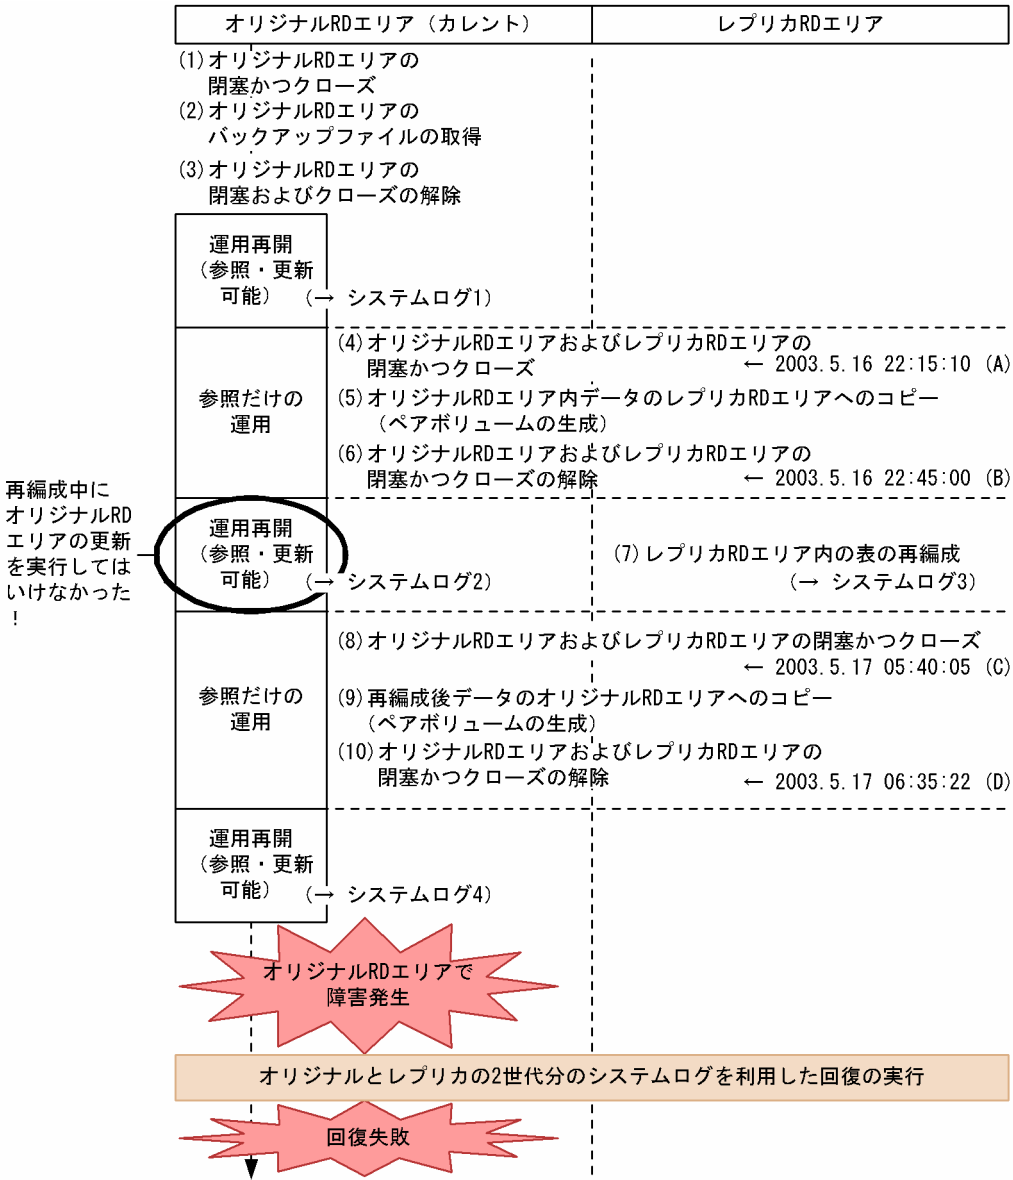 オリジナルRDエリア（カレント）
レプリカRDエリア
(1)オリジナルRDエリアの
閉塞かつクローズ
(2)オリジナルRDエリアの
バックアップファイルの取得
(3)オリジナルRDエリアの
閉塞およびクローズの解除
運用再開
（参照・更新
可能）
（→ システムログ1）
(4)オリジナルRDエリアおよびレプリカRDエリアの
閉塞かつクローズ
← 2003.5.16 22:15:10 (A)
参照だけの
運用
(5)オリジナルRDエリア内データのレプリカRDエリアへのコピー
（ペアボリュームの生成）
(6)オリジナルRDエリアおよびレプリカRDエリアの
閉塞かつクローズの解除
← 2003.5.16 22:45:00 (B)
再編成中に
オリジナルRD
エリアの更新
を実行しては
いけなかった
！
運用再開
（参照・更新
可能）
（→ システムログ2）
(7)レプリカRDエリア内の表の再編成
（→ システムログ3）
(8)オリジナルRDエリアおよびレプリカRDエリアの閉塞かつクローズ
← 2003.5.17 05:40:05 (C)
参照だけの
運用
(9)再編成後データのオリジナルRDエリアへのコピー
（ペアボリュームの生成）
(10)オリジナルRDエリアおよびレプリカRDエリアの
閉塞かつクローズの解除
← 2003.5.17 06:35:22 (D)
運用再開
（参照・更新
可能）
（→ システムログ4）
オリジナルRDエリアで
障害発生
オリジナルとレプリカの2世代分のシステムログを利用した回復の実行
回復失敗